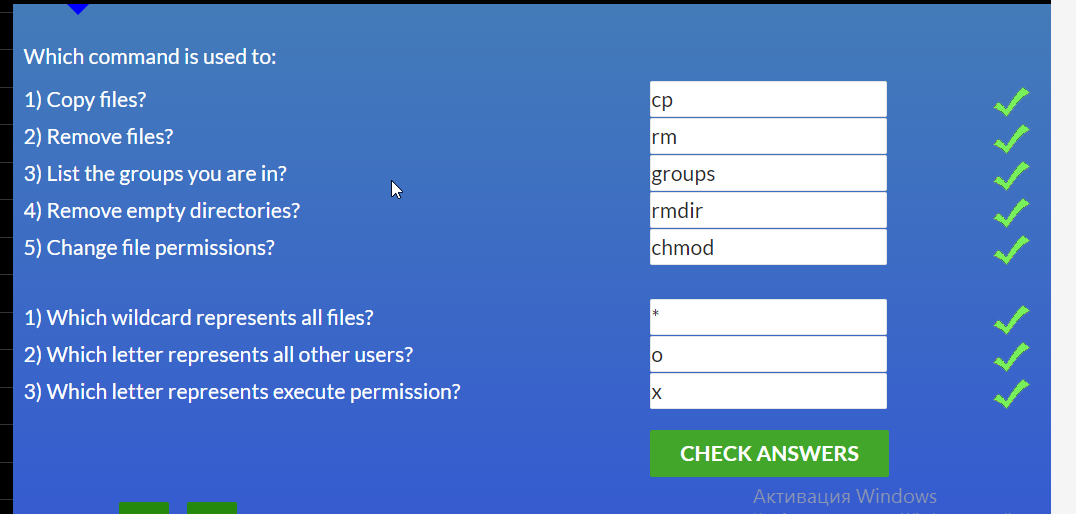 Which command is used to:
1) Copy files? cp
2) Remove files? rm
3) List the groups you are in? groups
4) Remove empty directories? rmdir
5) Change file permissions? chmod
1) Which wildcard represents all files? *
2) Which letter represents all other users? o
3) Which letter represents execute permission? x
CHECK ANSWERS
Активация Windows